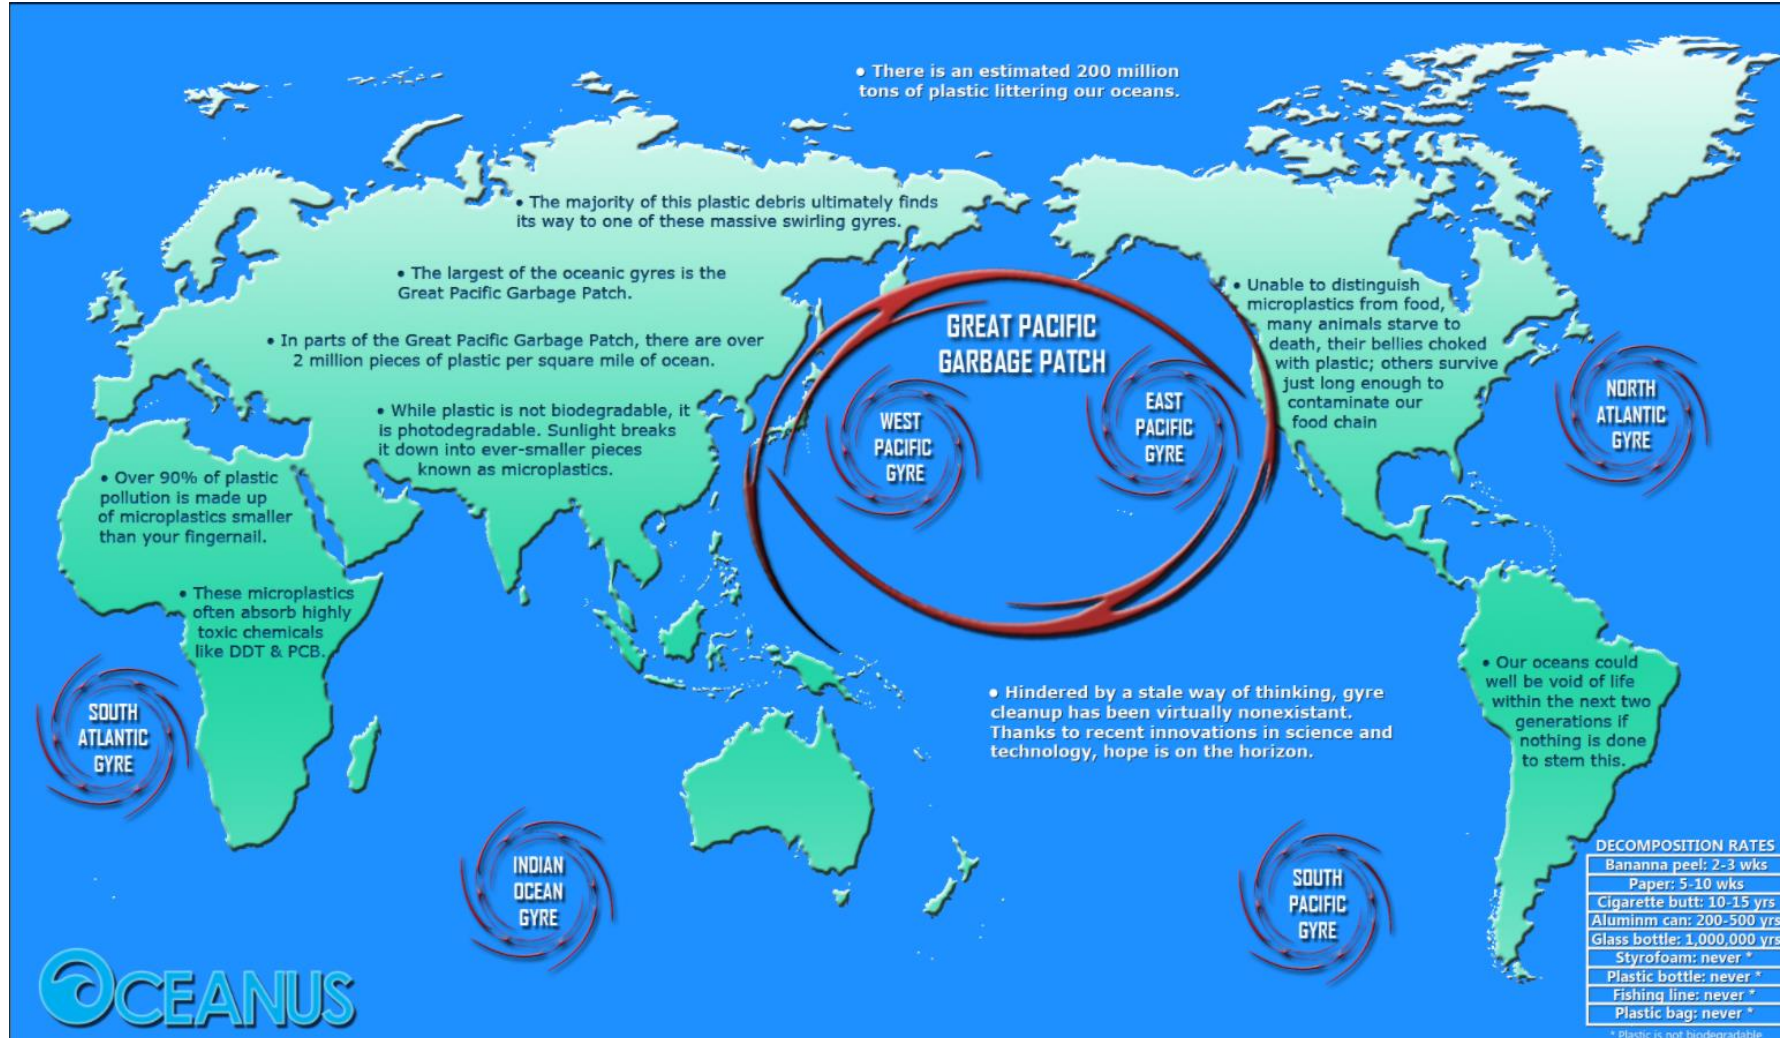 • There is an estimated 200 million
tons of plastic littering our oceans.
• The majority of this plastic debris ultimately finds
its way to one of these massive swirling gyres.
• The largest of the oceanic gyres is the
Great Pacific Garbage Patch.
• In parts of the Great Pacific Garbage Patch, there are over
2 million pieces of plastic per square mile of ocean.
• While plastic is not biodegradable, it
is photodegradable. Sunlight breaks
it down into ever-smaller pieces
known as microplastics.
• Over 90% of plastic
pollution is made up
of microplastics smaller
than your fingernail.
• These microplastics
often absorb highly
toxic chemicals
like DDT & PCB.
GREAT PACIFIC
GARBAGE PATCH
WEST
PACIFIC
GYRE
EAST
PACIFIC
GYRE
• Unable to distinguish
microplastics from food,
many animals starve to
death, their bellies choked
with plastic; others survive
just long enough to
contaminate our
food chain
NORTH
ATLANTIC
GYRE
SOUTH
ATLANTIC
GYRE
• Hindered by a stale way of thinking, gyre
cleanup has been virtually nonexistant.
Thanks to recent innovations in science and
technology, hope is on the horizon.
• Our oceans could
well be void of life
within the next two
generations if
nothing is done
to stem this.
INDIAN
OCEAN
GYRE
SOUTH
PACIFIC
GYRE
DECOMPOSITION RATES
Bananna peel: 2-3 wks
Paper: 5-10 wks
Cigarette butt: 10-15 yrs
Aluminm can: 200-500 yrs
Glass bottle: 1,000,000 yrs
Styrofoam: never *
Plastic bottle: never *
Fishing line: never *
Plastic bag: never *
* Plastic is not biodegradable
OCEANUS